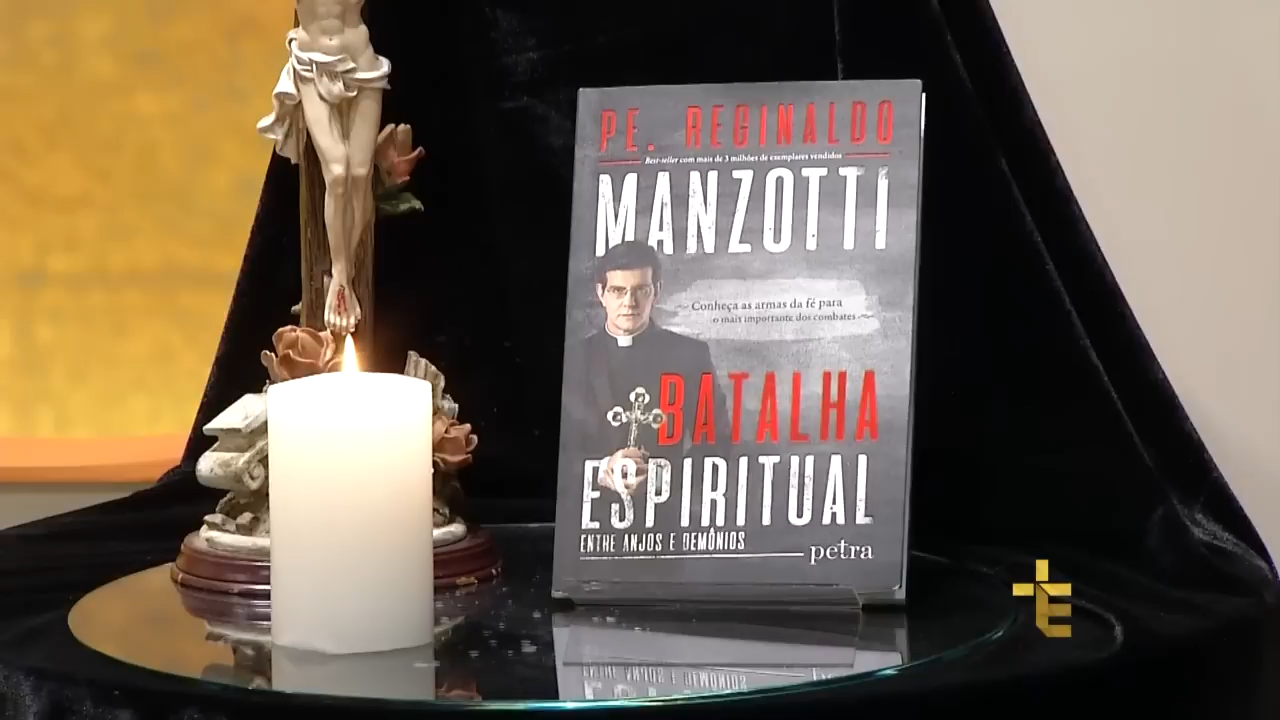 PE. REGINALDO
Best-seller com mais de 3 milhões de exemplares vendidos
MANZOTTI
Conheça as armas da fé para
o mais importante dos combates
BATALHA
ESPIRITUAL
ENTRE ANJOS E DEMÔNIOS
petra